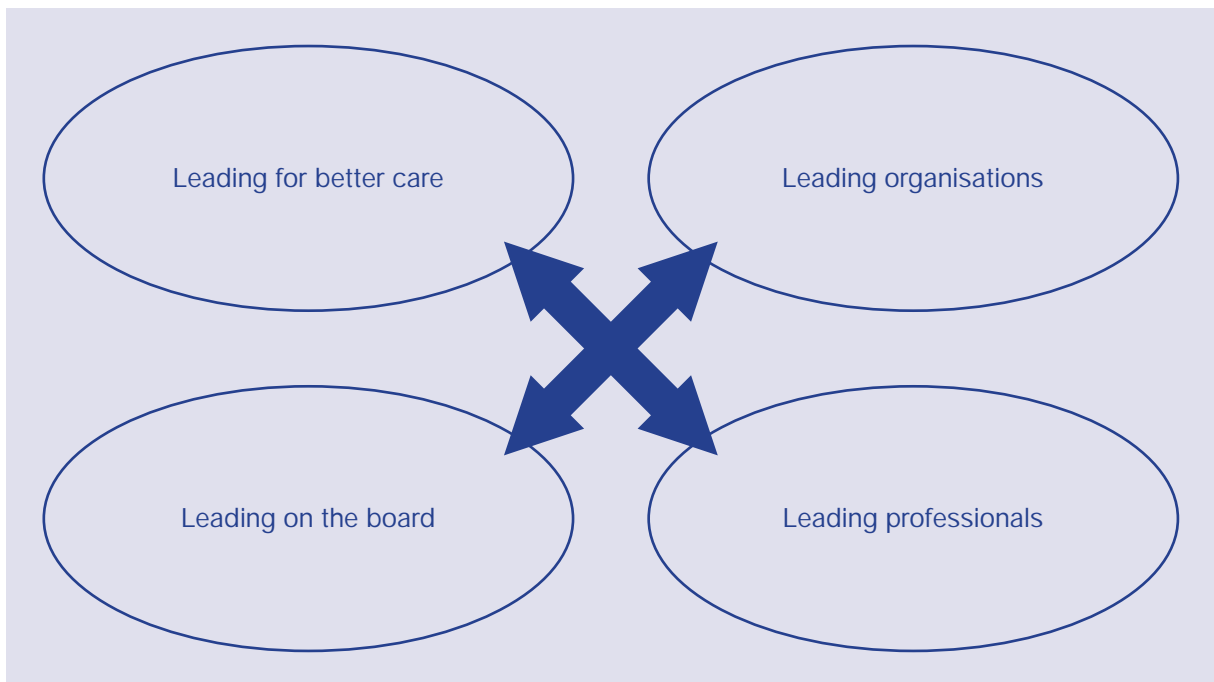 Leading for better care
Leading organisations
Leading on the board
Leading professionals